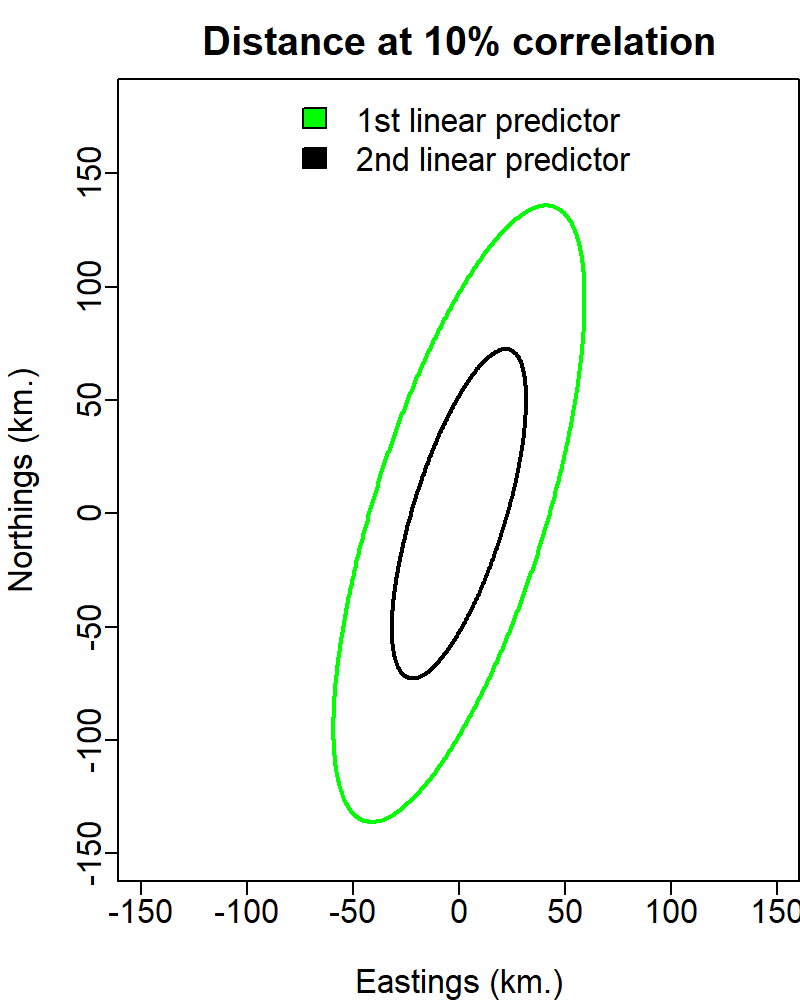 Distance at 10% correlation
1st linear predictor
2nd linear predictor
150
100
50
0
-50
-100
-150
Northings (km.)
-150 -100 -50 0 50 100 150
Eastings (km.)